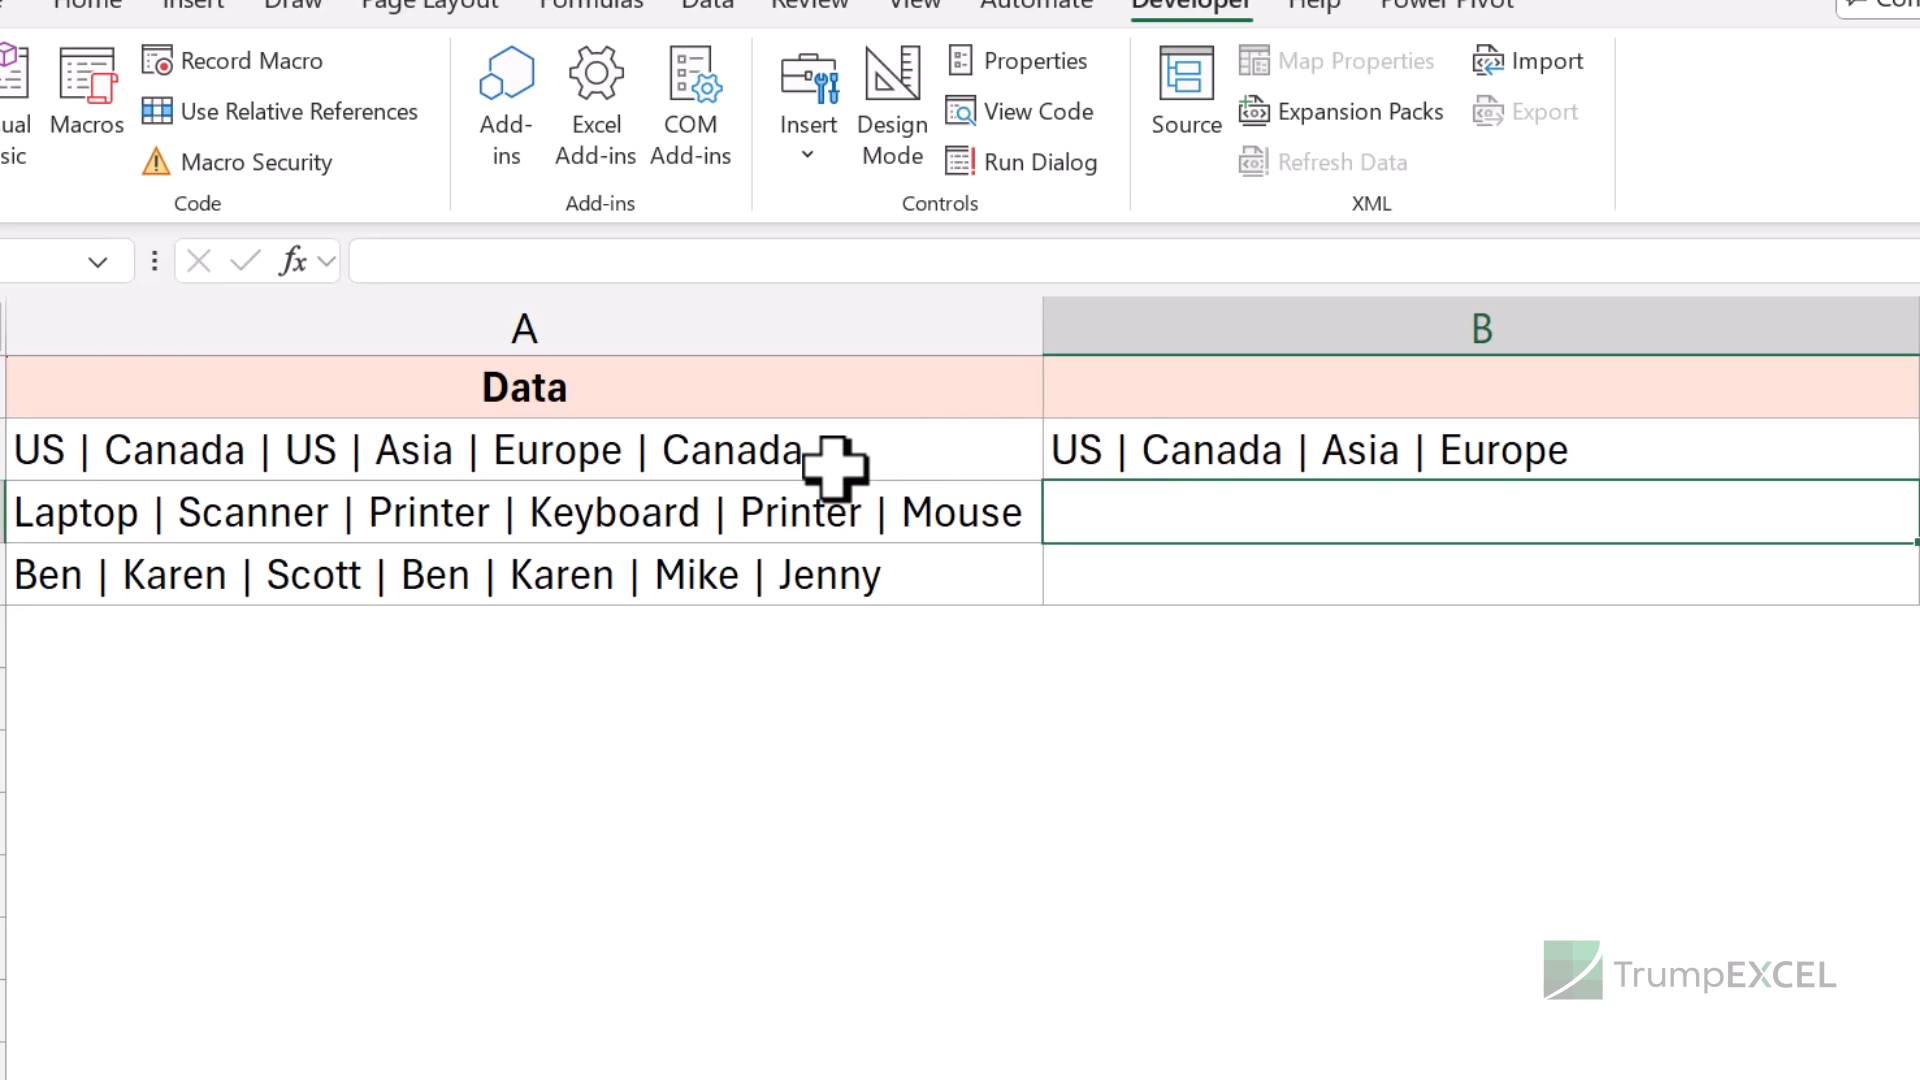 Home Insert Draw Page Layout Formulas Data Review View Automate Developer Help Power Pivot
Macros
Record Macro
Use Relative References
Macro Security
Code
Add-
ins
Excel
Add-ins
COM
Add-ins
Add-ins
Insert
Design
Mode
Properties
View Code
Run Dialog
Controls
Source
Map Properties
Expansion Packs
Refresh Data
Import
Export
XML
fx
A B
Data
US | Canada | US | Asia | Europe | Canada
US | Canada | Asia | Europe
Laptop | Scanner | Printer | Keyboard | Printer | Mouse
Ben | Karen | Scott | Ben | Karen | Mike | Jenny
TrumpEXCEL